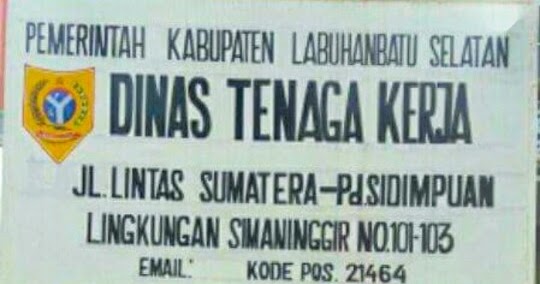 PEMERINTAH KABUPATEN LABUHANBATU SELATAN
DINAS TENAGA KERJA
JL. LINTAS SUMATERA-Pd.SIDIMPUAN
LINGKUNGAN SIMANINGGIR NO.101-103
EMAIL: KODE POS. 21464